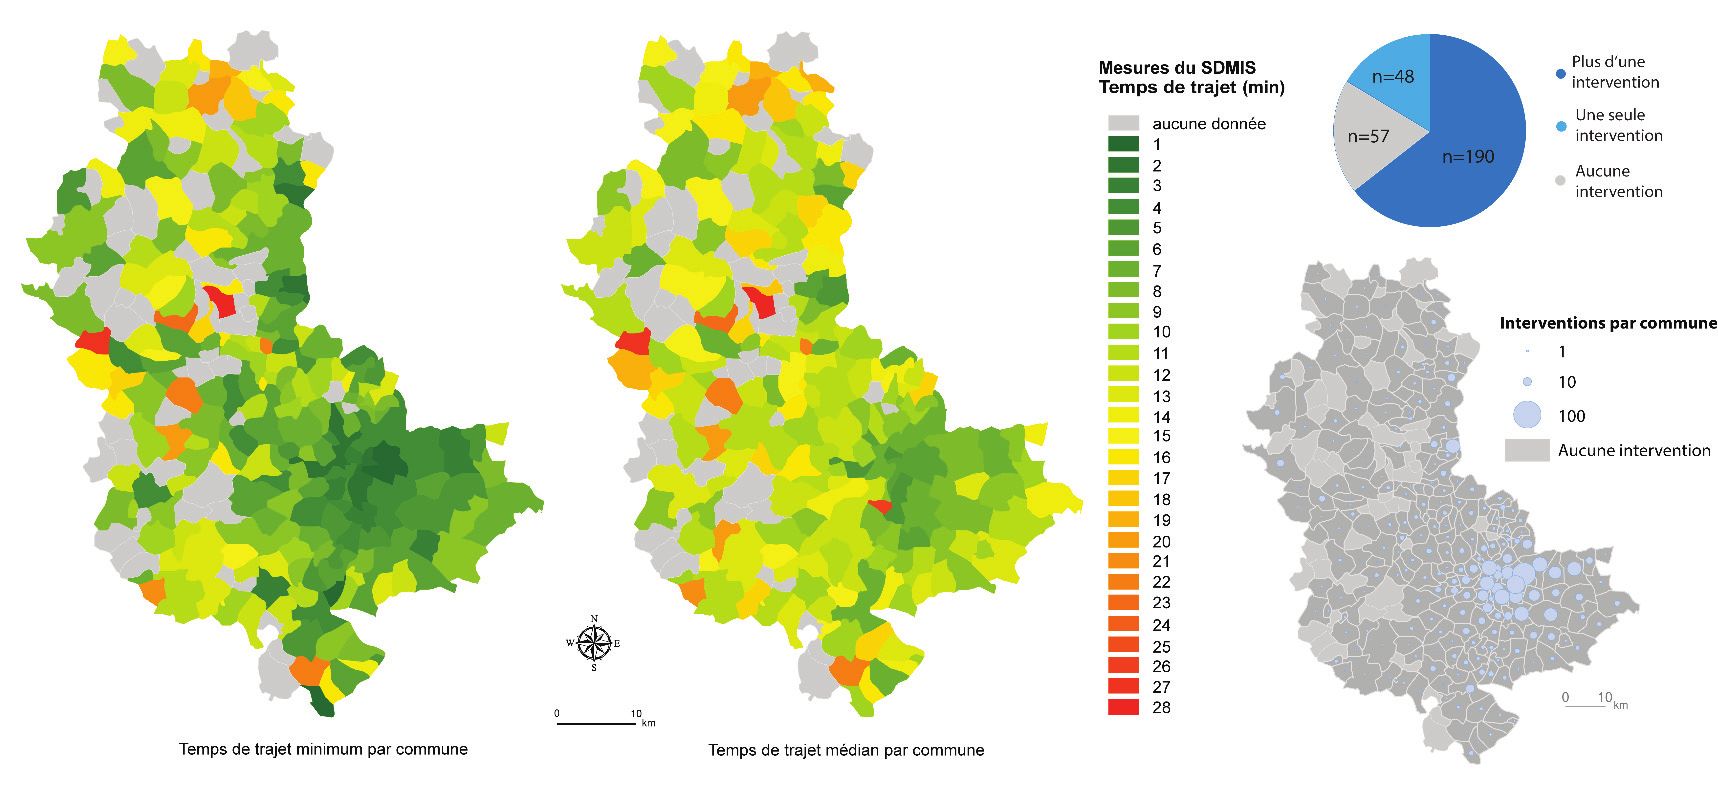 Mesures du SDMIS
Temps de trajet (min)
aucune donnée
1
2
3
4
5
6
7
8
9
10
11
12
13
14
15
16
17
18
19
20
21
22
23
24
25
26
27
28
N
W
E
S
0 10
km
Temps de trajet minimum par commune
Temps de trajet médian par commune
n=48
n=57
n=190
Plus d'une
intervention
Une seule
intervention
Aucune
intervention
Interventions par commune
1
10
100
Aucune intervention
0 10
km